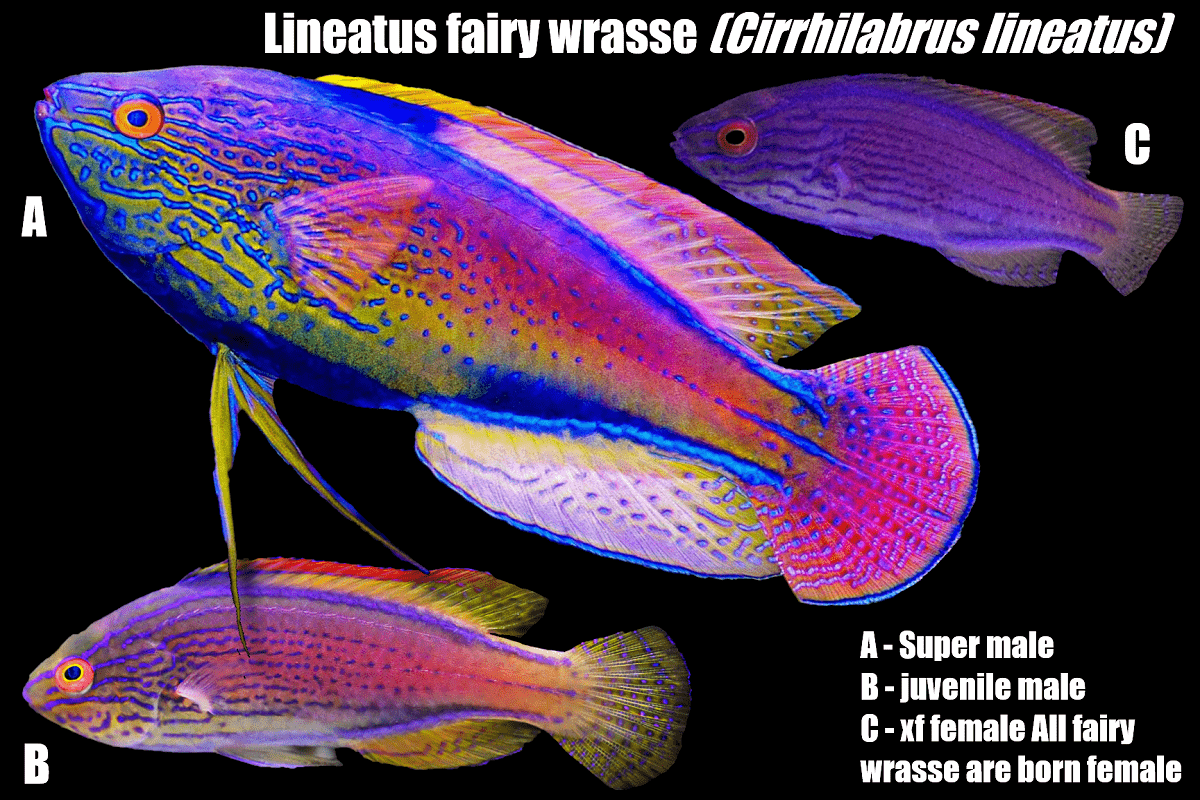 Lineatus fairy wrasse (Cirrhilabrus lineatus)
C
A
B
A - Super male
B - juvenile male
C - xf female All fairy
wrasse are born female